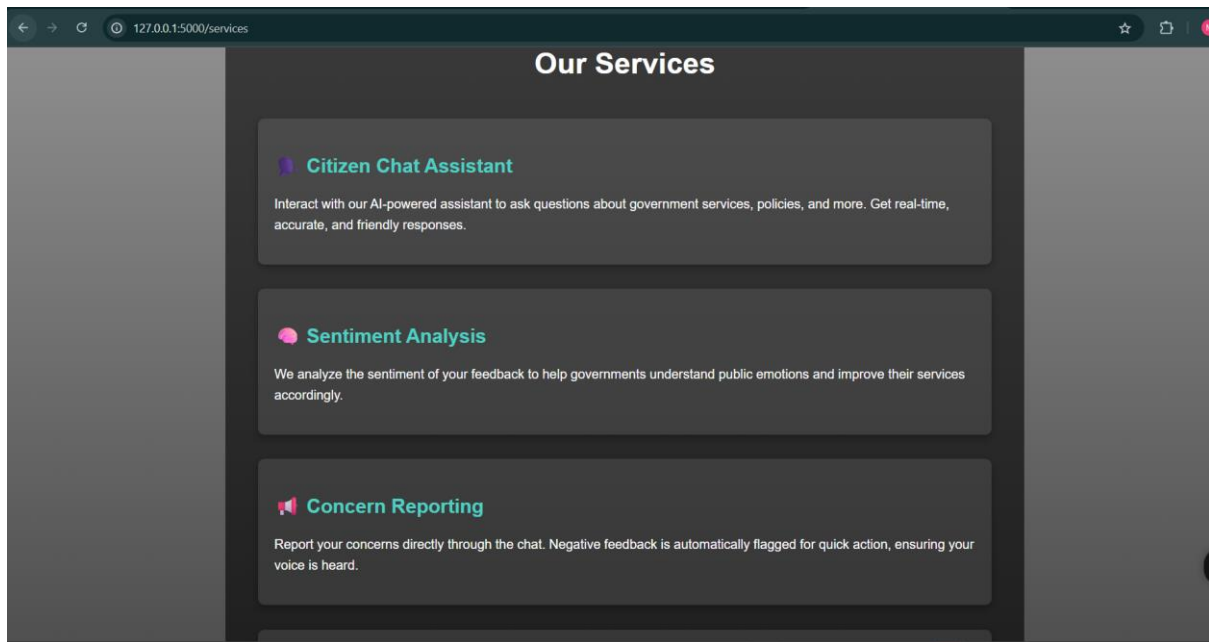 127.0.0.1:5000/services
Our Services
Citizen Chat Assistant
Interact with our AI-powered assistant to ask questions about government services, policies, and more. Get real-time,
accurate, and friendly responses.
Sentiment Analysis
We analyze the sentiment of your feedback to help governments understand public emotions and improve their services
accordingly.
Concern Reporting
Report your concerns directly through the chat. Negative feedback is automatically flagged for quick action, ensuring your
voice is heard.